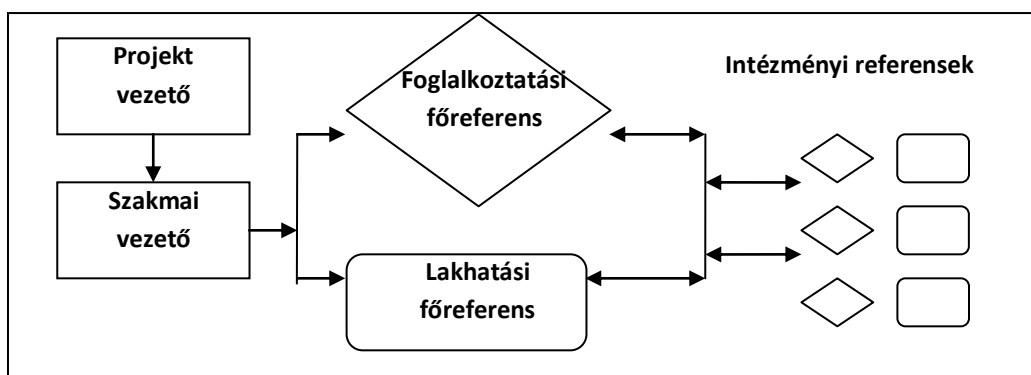 Projekt
vezető
Szakmai
vezető
Foglalkoztatási
főreferens
Lakhatási
főreferens
Intézményi referensek